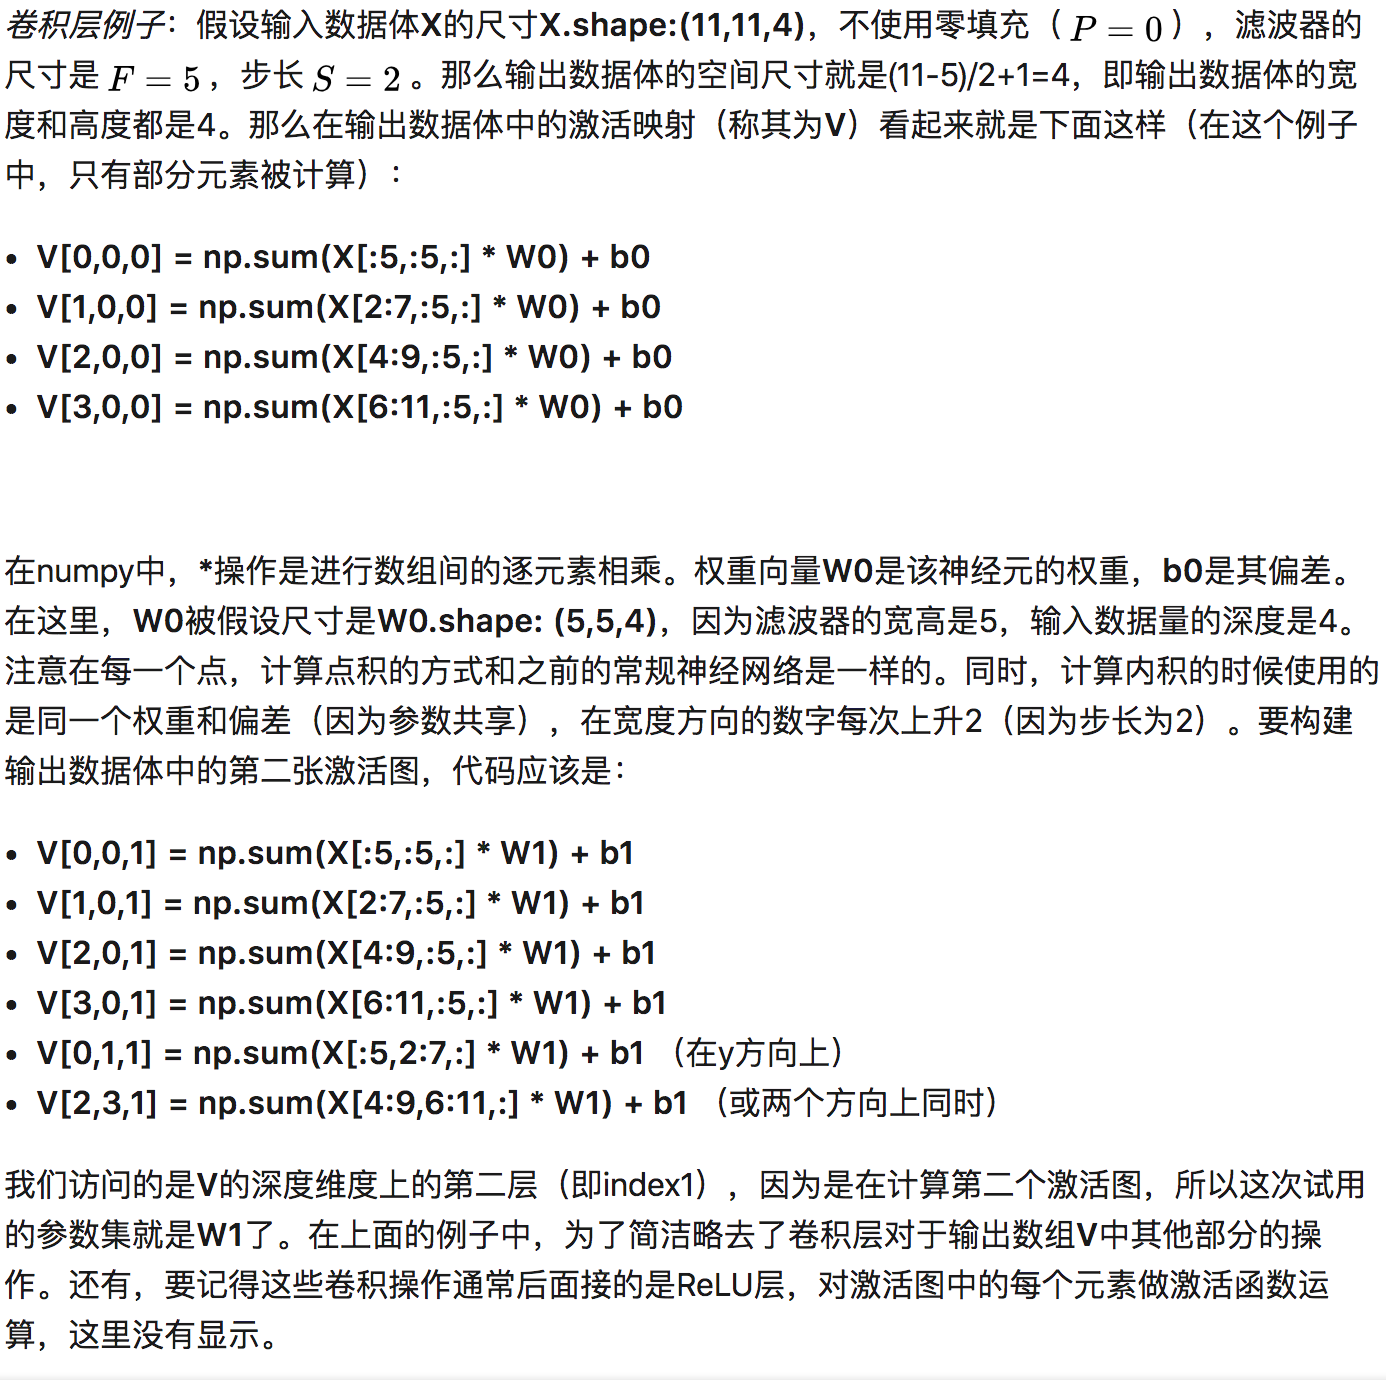 卷积层例子：假设输入数据体X的尺寸X.shape:(11,11,4)，不使用零填充（P = 0），滤波器的
尺寸是F = 5，步长S = 2。那么输出数据体的空间尺寸就是(11-5)/2+1=4，即输出数据体的宽
度和高度都是4。那么在输出数据体中的激活映射（称其为V）看起来就是下面这样（在这个例子
中，只有部分元素被计算）：
• V[0,0,0] = np.sum(X[:5,:5,:] * W0) + b0
• V[1,0,0] = np.sum(X[2:7,:5,:] * W0) + b0
• V[2,0,0] = np.sum(X[4:9,:5,:] * W0) + b0
• V[3,0,0] = np.sum(X[6:11,:5,:] * W0) + b0
在numpy中，*操作是进行数组间的逐元素相乘。权重向量W0是该神经元的权重，b0是其偏差。
在这里，W0被假设尺寸是W0.shape: (5,5,4)，因为滤波器的宽高是5，输入数据量的深度是4。
注意在每一个点，计算点积的方式和之前的常规神经网络是一样的。同时，计算内积的时候使用的
是同一个权重和偏差（因为参数共享），在宽度方向的数字每次上升2（因为步长为2）。要构建
输出数据体中的第二张激活图，代码应该是：
• V[0,0,1] = np.sum(X[:5,:5,:] * W1) + b1
• V[1,0,1] = np.sum(X[2:7,:5,:] * W1) + b1
• V[2,0,1] = np.sum(X[4:9,:5,:] * W1) + b1
• V[3,0,1] = np.sum(X[6:11,:5,:] * W1) + b1
• V[0,1,1] = np.sum(X[:5,2:7,:] * W1) + b1 （在y方向上）
• V[2,3,1] = np.sum(X[4:9,6:11,:] * W1) + b1 （或两个方向上同时）
我们访问的是V的深度维度上的第二层（即index1），因为是在计算第二个激活图，所以这次试用
的参数集就是W1了。在上面的例子中，为了简洁略去了卷积层对于输出数组V中其他部分的操
作。还有，要记得这些卷积操作通常后面接的是ReLU层，对激活图中的每个元素做激活函数运
算，这里没有显示。